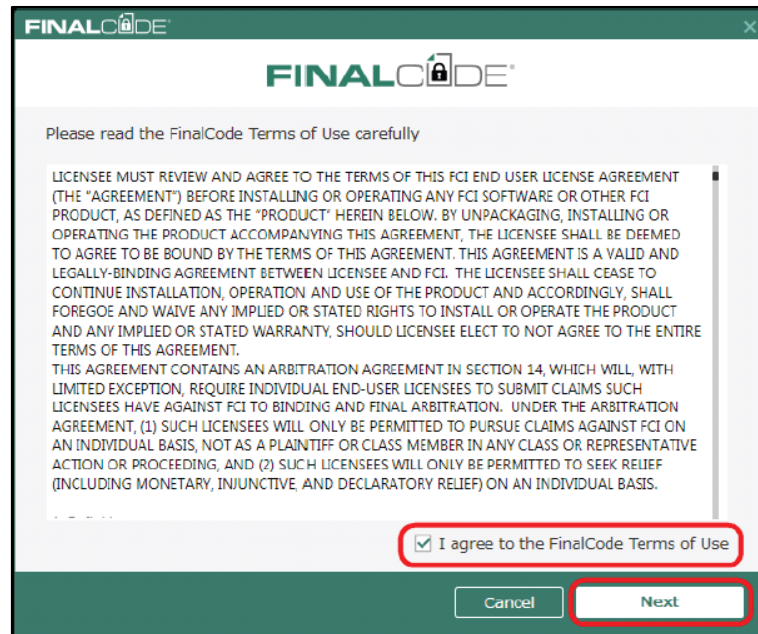 FINALCODE
FINALCODE
Please read the FinalCode Terms of Use carefully
LICENSEE MUST REVIEW AND AGREE TO THE TERMS OF THIS FCI END USER LICENSE AGREEMENT
(THE "AGREEMENT") BEFORE INSTALLING OR OPERATING ANY FCI SOFTWARE OR OTHER FCI
PRODUCT, AS DEFINED AS THE "PRODUCT" HEREIN BELOW. BY UNPACKAGING, INSTALLING OR
OPERATING THE PRODUCT ACCOMPANYING THIS AGREEMENT, THE LICENSEE SHALL BE DEEMED
TO AGREE TO BE BOUND BY THE TERMS OF THIS AGREEMENT. THIS AGREEMENT IS A VALID AND
LEGALLY-BINDING AGREEMENT BETWEEN LICENSEE AND FCI. THE LICENSEE SHALL CEASE TO
CONTINUE INSTALLATION, OPERATION AND USE OF THE PRODUCT AND ACCORDINGLY, SHALL
FOREGOE AND WAIVE ANY IMPLIED OR STATED RIGHTS TO INSTALL OR OPERATE THE PRODUCT
AND ANY IMPLIED OR STATED WARRANTY, SHOULD LICENSEE ELECT TO NOT AGREE TO THE ENTIRE
TERMS OF THIS AGREEMENT.
THIS AGREEMENT CONTAINS AN ARBITRATION AGREEMENT IN SECTION 14, WHICH WILL, WITH
LIMITED EXCEPTION, REQUIRE INDIVIDUAL END-USER LICENSEES TO SUBMIT CLAIMS SUCH
LICENSEES HAVE AGAINST FCI TO BINDING AND FINAL ARBITRATION. UNDER THE ARBITRATION
AGREEMENT, (1) SUCH LICENSEES WILL ONLY BE PERMITTED TO PURSUE CLAIMS AGAINST FCI ON
AN INDIVIDUAL BASIS, NOT AS A PLAINTIFF OR CLASS MEMBER IN ANY CLASS OR REPRESENTATIVE
ACTION OR PROCEEDING, AND (2) SUCH LICENSEES WILL ONLY BE PERMITTED TO SEEK RELIEF
(INCLUDING MONETARY, INJUNCTIVE, AND DECLARATORY RELIEF) ON AN INDIVIDUAL BASIS.
I agree to the FinalCode Terms of Use
Cancel
Next